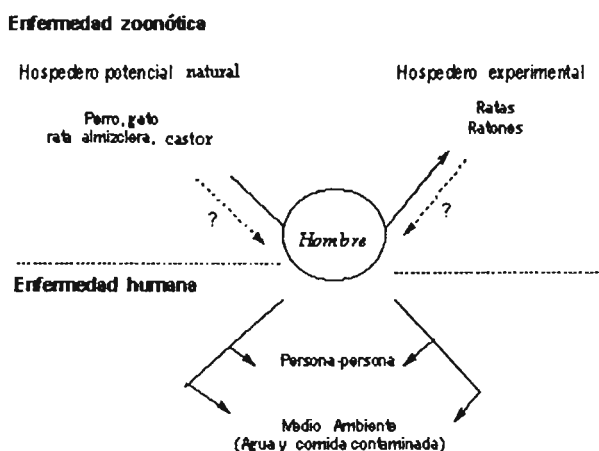 Enfermedad zoonótica
Hospedero potencial natural
Hospedero experimental
Perro, gato
rata almizclera, castor
Ratas
Ratones
?
?
Hombre
Enfermedad humana
Persona-persona
Medio Ambiente
(Agua y comida contaminada)